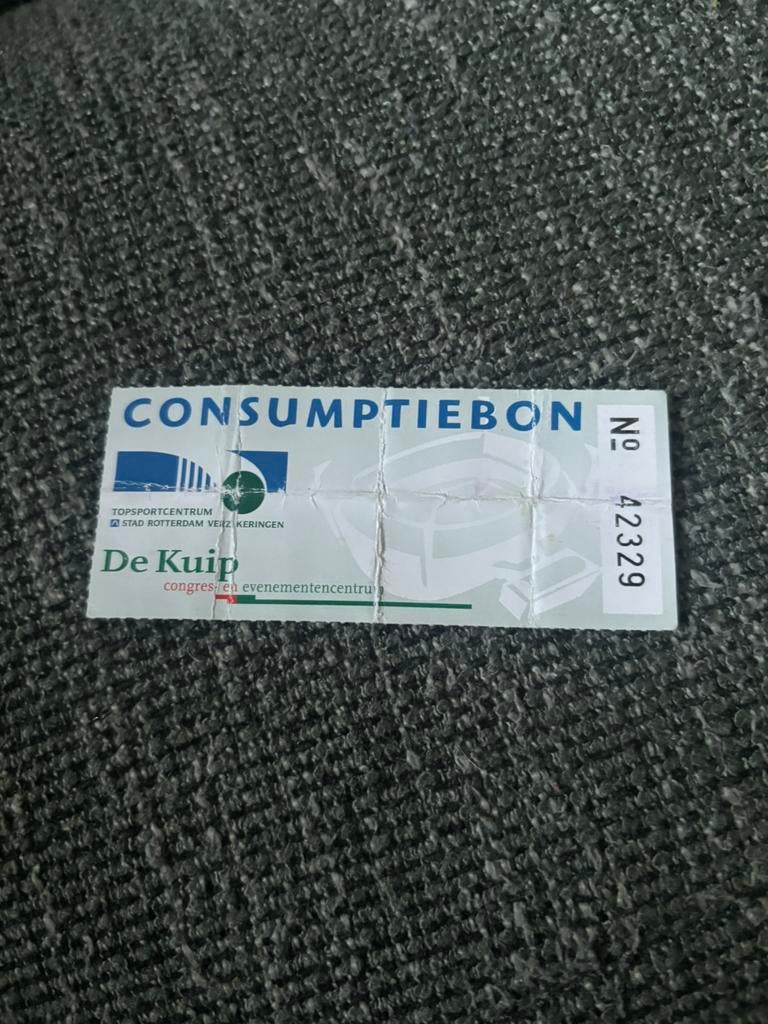 CONSUMPTIEBON
TOPSPORTCENTRUM
STAD ROTTERDAM VERZEKERINGEN
De Kuip
congres- en evenementencentrum
Nº 42329